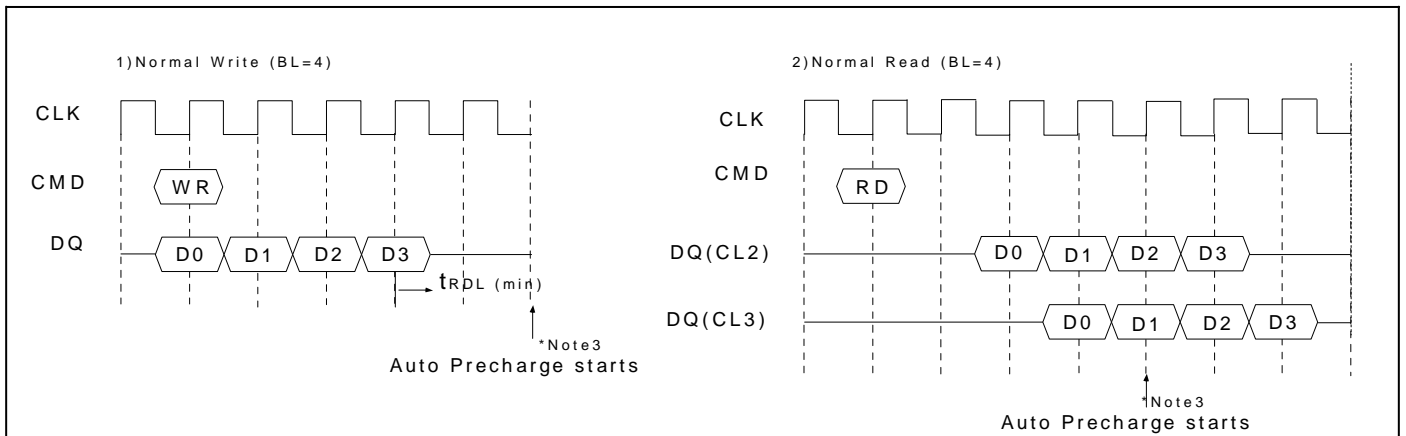 1)Normal Write (BL=4)
CLK
CMD
WR
DQ
D0 D1 D2 D3
tRDL (min)
*Note3
Auto Precharge starts
2)Normal Read (BL=4)
CLK
CMD
RD
DQ(CL2)
D0 D1 D2 D3
DQ(CL3)
D0 D1 D2 D3
*Note3
Auto Precharge starts